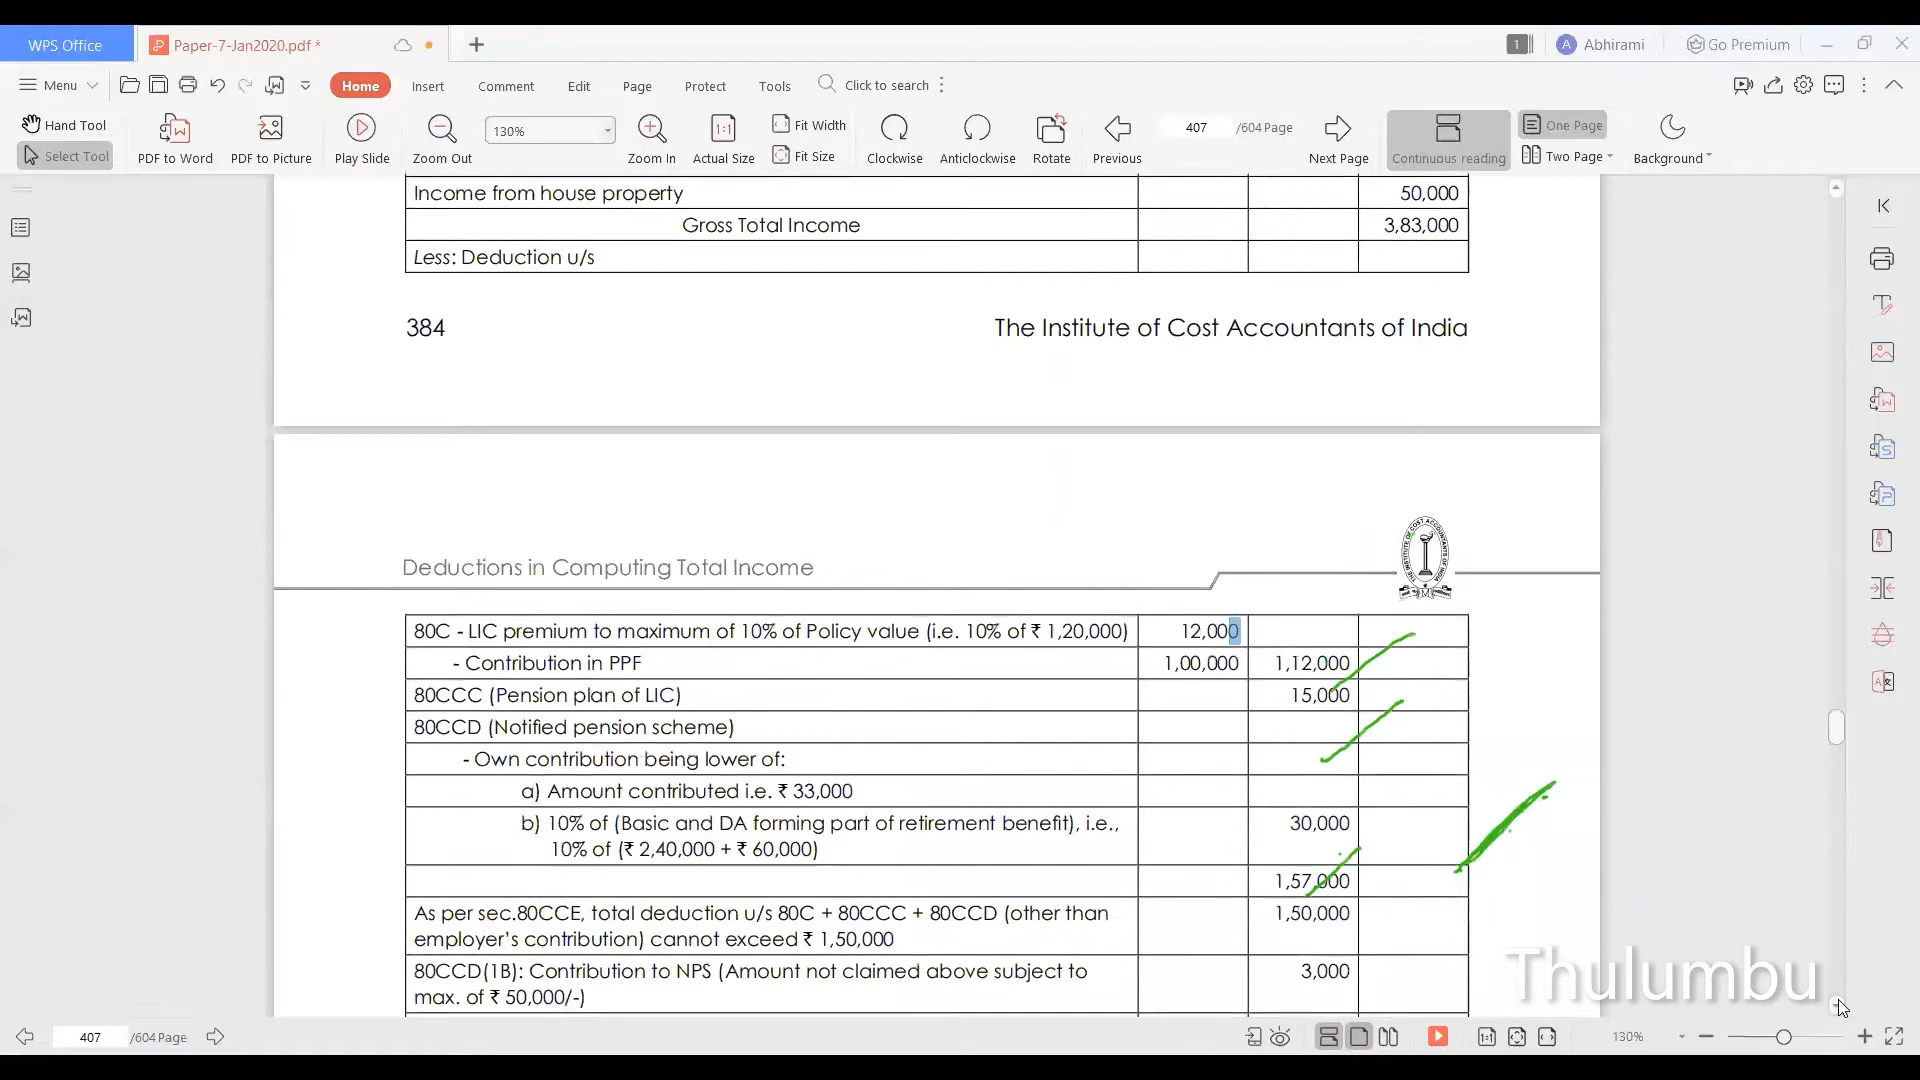 WPS Office
Paper-7-Jan2020.pdf *
1
A Abhirami
Go Premium
Menu
Home
Insert
Comment
Edit
Page
Protect
Tools
Click to search
Hand Tool
Select Tool
PDF to Word
PDF to Picture
Play Slide
Zoom Out
130%
Zoom In
1:1
Actual Size
Fit Width
Fit Size
Clockwise
Anticlockwise
Rotate
Previous
407 /604 Page
Next Page
Continuous reading
One Page
Two Page
Background
Income from house property 50,000
Gross Total Income 3,83,000
Less: Deduction u/s
384 The Institute of Cost Accountants of India
Deductions in Computing Total Income
80C - LIC premium to maximum of 10% of Policy value (i.e. 10% of ₹ 1,20,000) 12,000
- Contribution in PPF 1,00,000 1,12,000
80CCC (Pension plan of LIC) 15,000
80CCD (Notified pension scheme)
- Own contribution being lower of:
a) Amount contributed i.e. ₹ 33,000
b) 10% of (Basic and DA forming part of retirement benefit), i.e., 30,000
10% of (₹ 2,40,000 + ₹ 60,000)
1,57,000
As per sec.80CCE, total deduction u/s 80C + 80CCC + 80CCD (other than 1,50,000
employer's contribution) cannot exceed ₹ 1,50,000
80CCD(1B): Contribution to NPS (Amount not claimed above subject to 3,000
max. of ₹ 50,000/-)
Thulumbu
407 /604 Page
130%